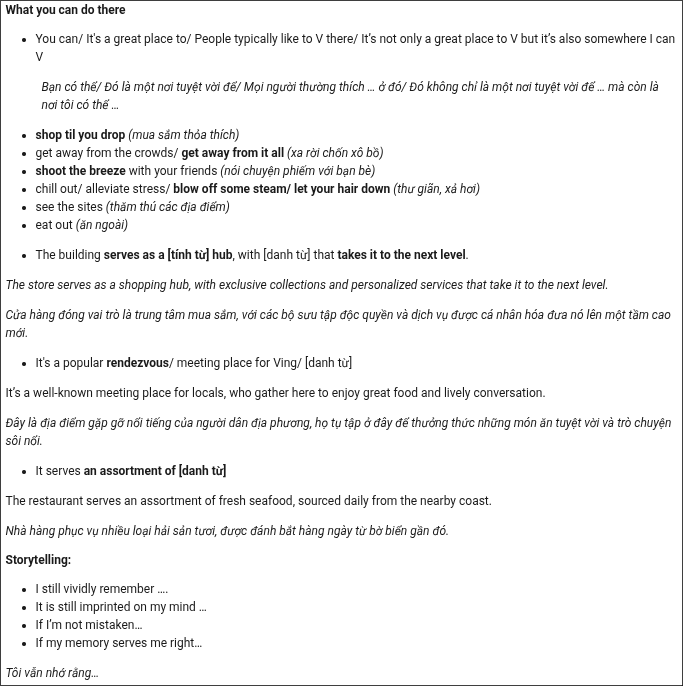 What you can do there
You can/ It's a great place to/ People typically like to V there/ It’s not only a great place to V but it’s also somewhere I can
V
Bạn có thể/ Đó là một nơi tuyệt vời để/ Mọi người thường thích ... ở đó/ Đó không chỉ là một nơi tuyệt vời để ... mà còn là
nơi tôi có thể ...
shop til you drop (mua sắm thỏa thích)
get away from the crowds/ get away from it all (xa rời chốn xô bồ)
shoot the breeze with your friends (nói chuyện phiếm với bạn bè)
chill out/ alleviate stress/ blow off some steam/ let your hair down (thư giãn, xả hơi)
see the sites (thăm thú các địa điểm)
eat out (ăn ngoài)
The building serves as a [tính từ] hub, with [danh từ] that takes it to the next level.
The store serves as a shopping hub, with exclusive collections and personalized services that take it to the next level.
Cửa hàng đóng vai trò là trung tâm mua sắm, với các bộ sưu tập độc quyền và dịch vụ được cá nhân hóa đưa nó lên một tầm cao
mới.
It's a popular rendezvous/ meeting place for Ving/ [danh từ]
It’s a well-known meeting place for locals, who gather here to enjoy great food and lively conversation.
Đây là địa điểm gặp gỡ nổi tiếng của người dân địa phương, họ tụ tập ở đây để thưởng thức những món ăn tuyệt vời và trò chuyện
sôi nổi.
It serves an assortment of [danh từ]
The restaurant serves an assortment of fresh seafood, sourced daily from the nearby coast.
Nhà hàng phục vụ nhiều loại hải sản tươi, được đánh bắt hàng ngày từ bờ biển gần đó.
Storytelling:
I still vividly remember ....
It is still imprinted on my mind ...
If I’m not mistaken...
If my memory serves me right...
Tôi vẫn nhớ rằng...